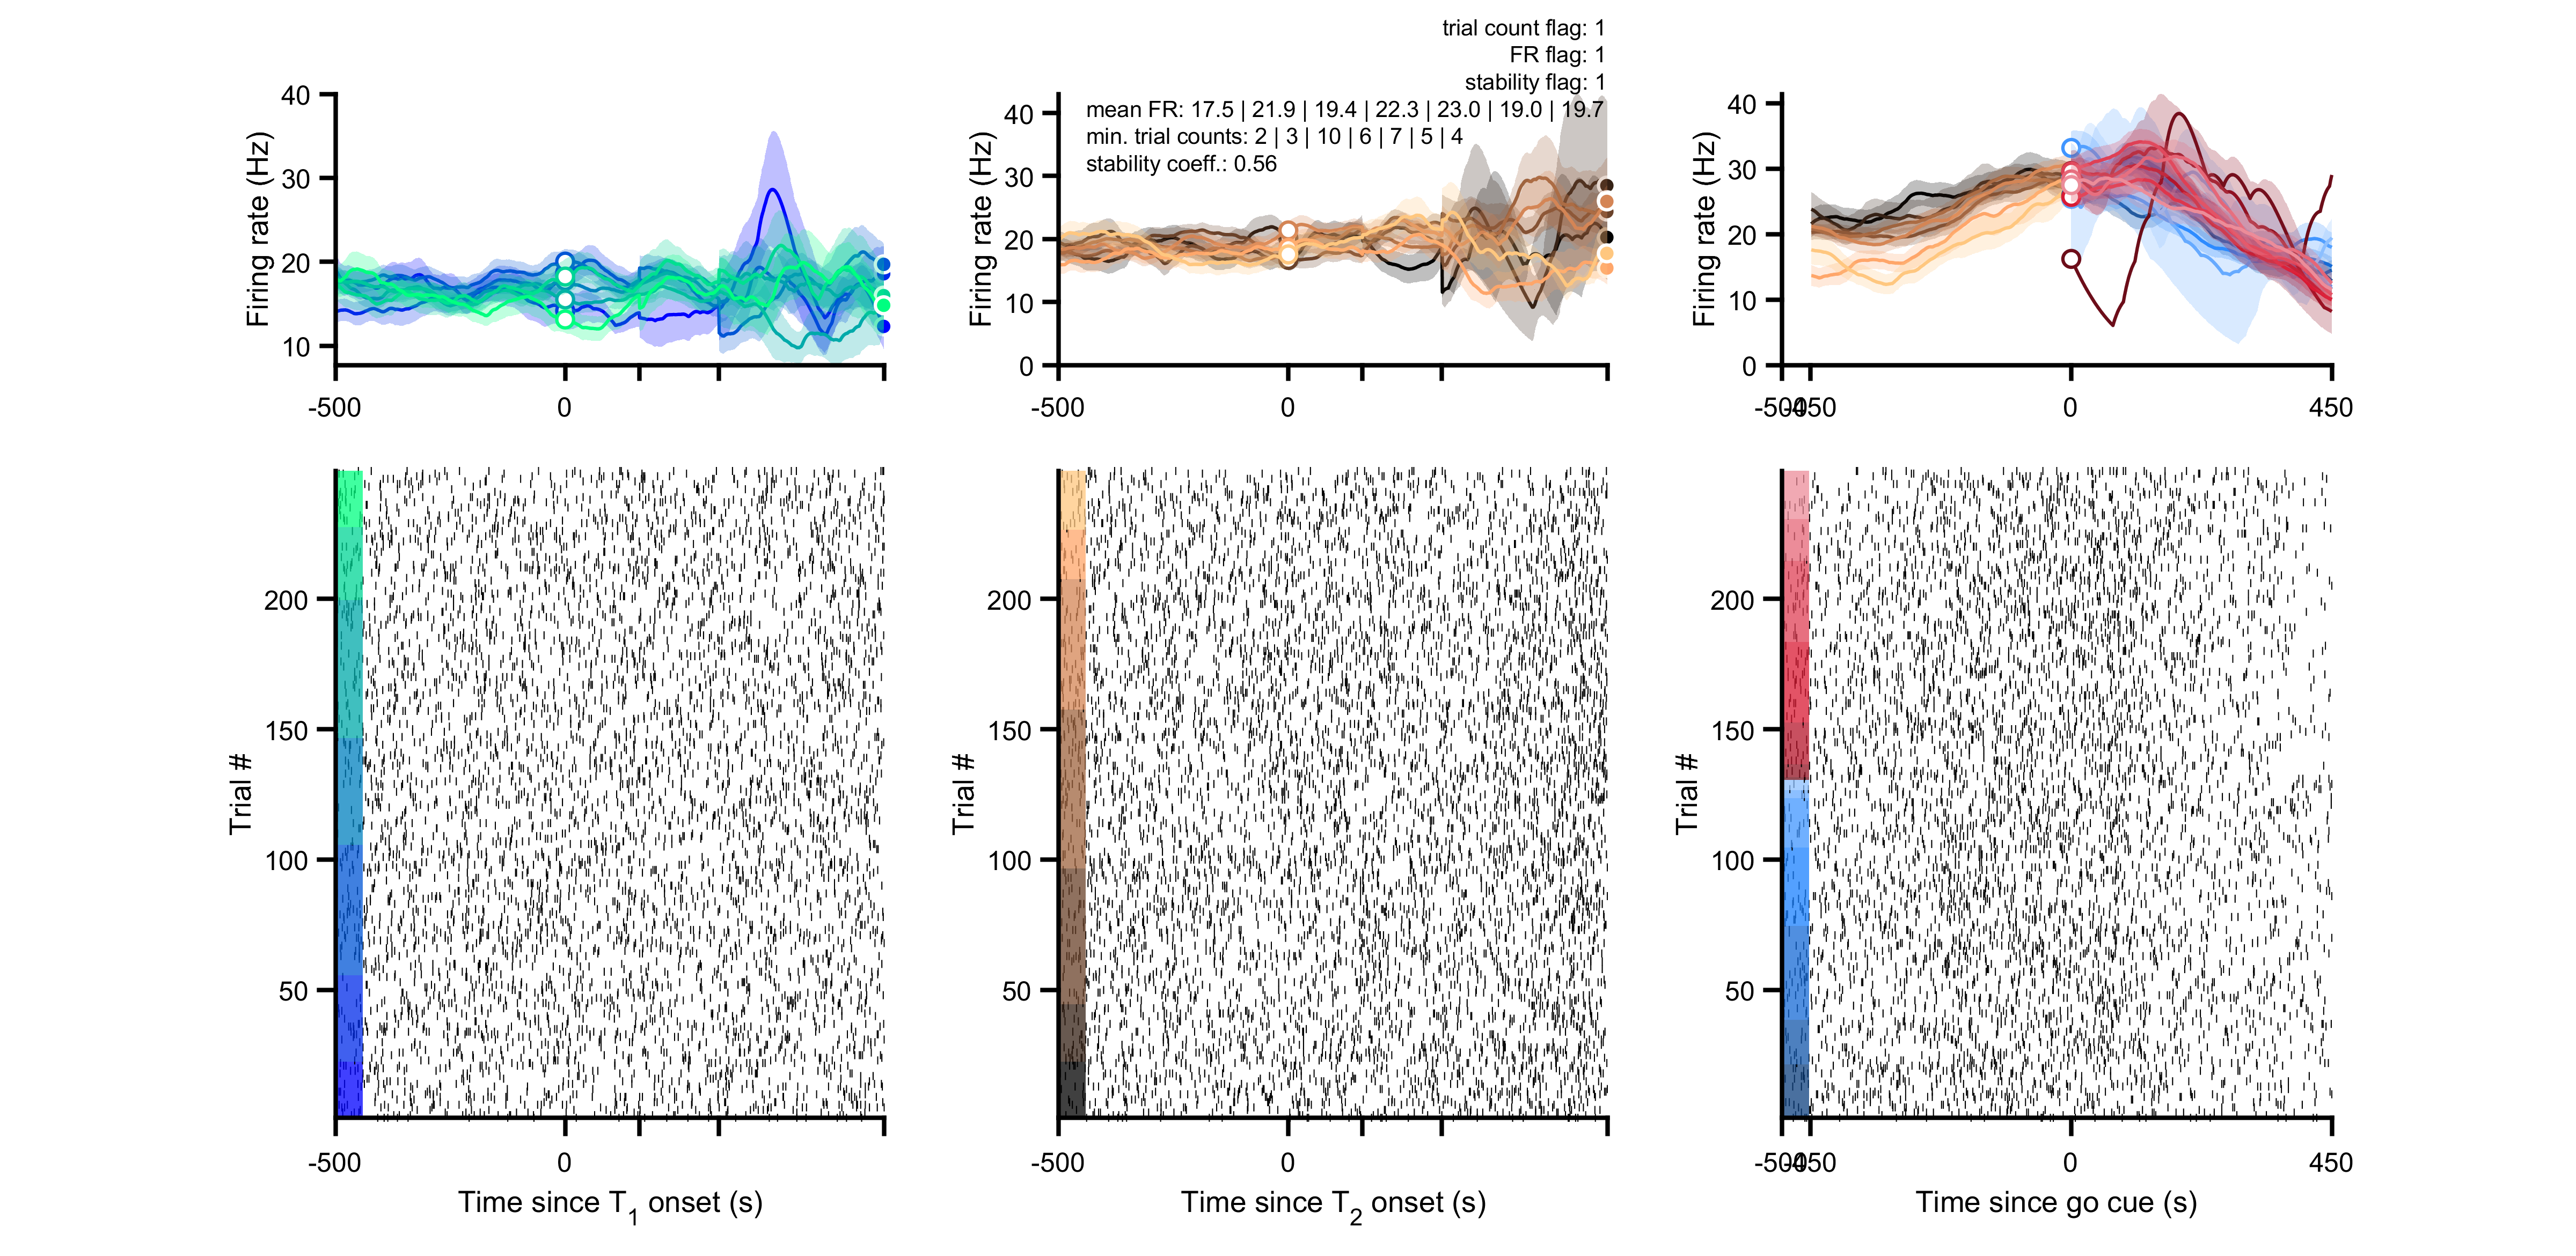 trial count flag: 1
FR flag: 1
stability flag: 1
mean FR: 17.5 | 21.9 | 19.4 | 22.3 | 23.0 | 19.0 | 19.7
min. trial counts: 2 | 3 | 10 | 6 | 7 | 5 | 4
stability coeff.: 0.56
Firing rate (Hz)
40
30
20
10
-500
0
Firing rate (Hz)
40
30
20
10
0
-500
0
Firing rate (Hz)
40
30
20
10
0
-500
-450
0
450
Trial #
200
150
100
50
-500
0
Time since T1 onset (s)
Trial #
200
150
100
50
-500
0
Time since T2 onset (s)
Trial #
200
150
100
50
-500
-450
0
450
Time since go cue (s)